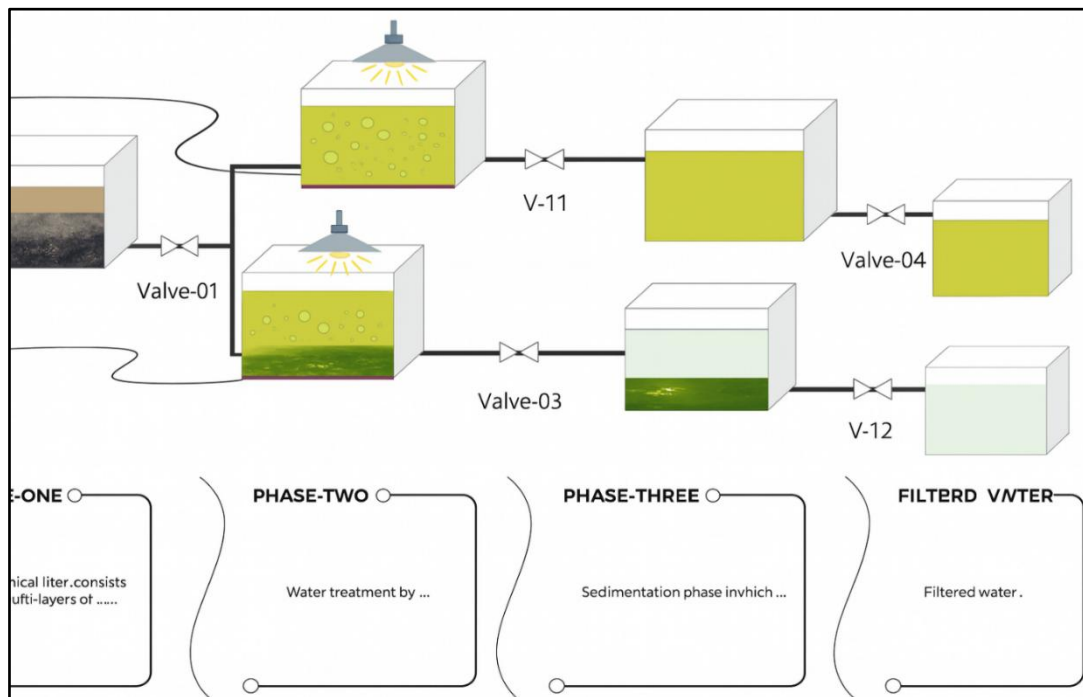 V-11
Valve-01
Valve-04
Valve-03
V-12
E-ONE
PHASE-TWO
PHASE-THREE
FILTERD VNTER
nical liter.consists
ufti-layers of ......
Water treatment by ...
Sedimentation phase invhich ...
Filtered water .